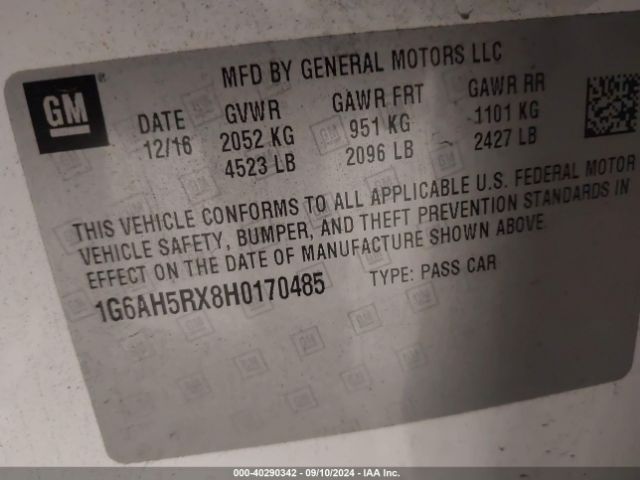 GM
MFD BY GENERAL MOTORS LLC
DATE GVWR GAWR FRT GAWR RR
12/16 2052 KG 951 KG 1101 KG
4523 LB 2096 LB 2427 LB
THIS VEHICLE CONFORMS TO ALL APPLICABLE U.S. FEDERAL MOTOR
VEHICLE SAFETY, BUMPER, AND THEFT PREVENTION STANDARDS IN
EFFECT ON THE DATE OF MANUFACTURE SHOWN ABOVE.
1G6AH5RX8H0170485 TYPE: PASS CAR
000-40290342 - 09/10/2024 - IAA Inc.